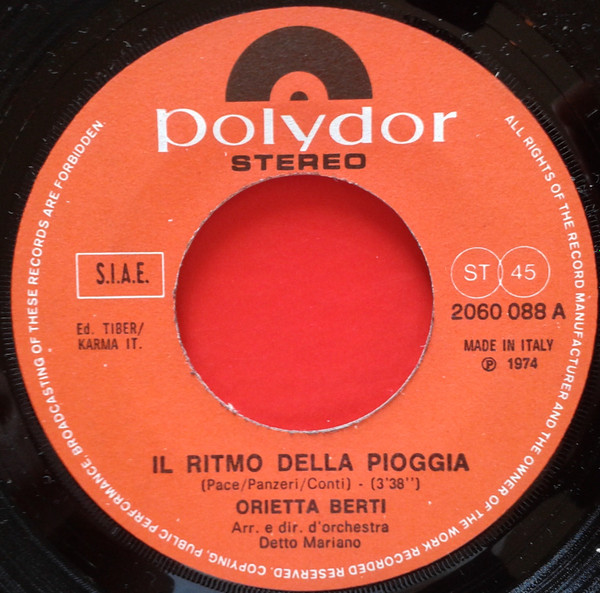 polydor
STEREO
S.I.A.E.
Ed. TIBER/
KARMA IT.
ST 45
2060 088 A
MADE IN ITALY
℗ 1974
IL RITMO DELLA PIOGGIA
(Pace/Panzeri/Conti) - (3'38'')
ORIETTA BERTI
Arr. e dir. d'orchestra
Detto Mariano
ALL RIGHTS OF THE RECORD MANUFACTURER AND THE OWNER OF THE WORK RECORDED RESERVED. COPYING, PUBLIC PERFORMANCE, BROADCASTING OF THESE RECORDS ARE FORBIDDEN.